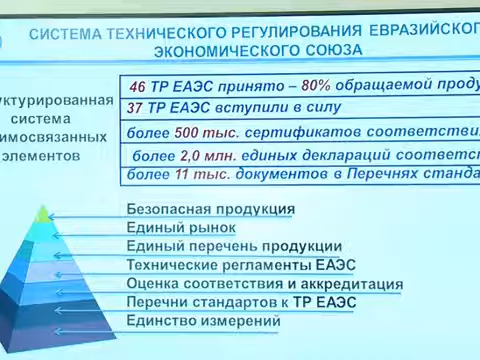 СИСТЕМА ТЕХНИЧЕСКОГО РЕГУЛИРОВАНИЯ ЕВРАЗИЙСКОГ
ЭКОНОМИЧЕСКОГО СОЮЗА
уктурированная
система
имосвязанных
элементов
46 ТР ЕАЭС принято – 80% обращаемой проду
37 ТР ЕАЭС вступили в силу
более 500 тыс. сертификатов соответстви
более 2,0 млн. единых деклараций соответс
более 11 тыс. документов в Перечнях станда
Безопасная продукция
Единый рынок
Единый перечень продукции
Технические регламенты ЕАЭС
Оценка соответствия и аккредитация
Перечни стандартов к ТР ЕАЭС
Единство измерений